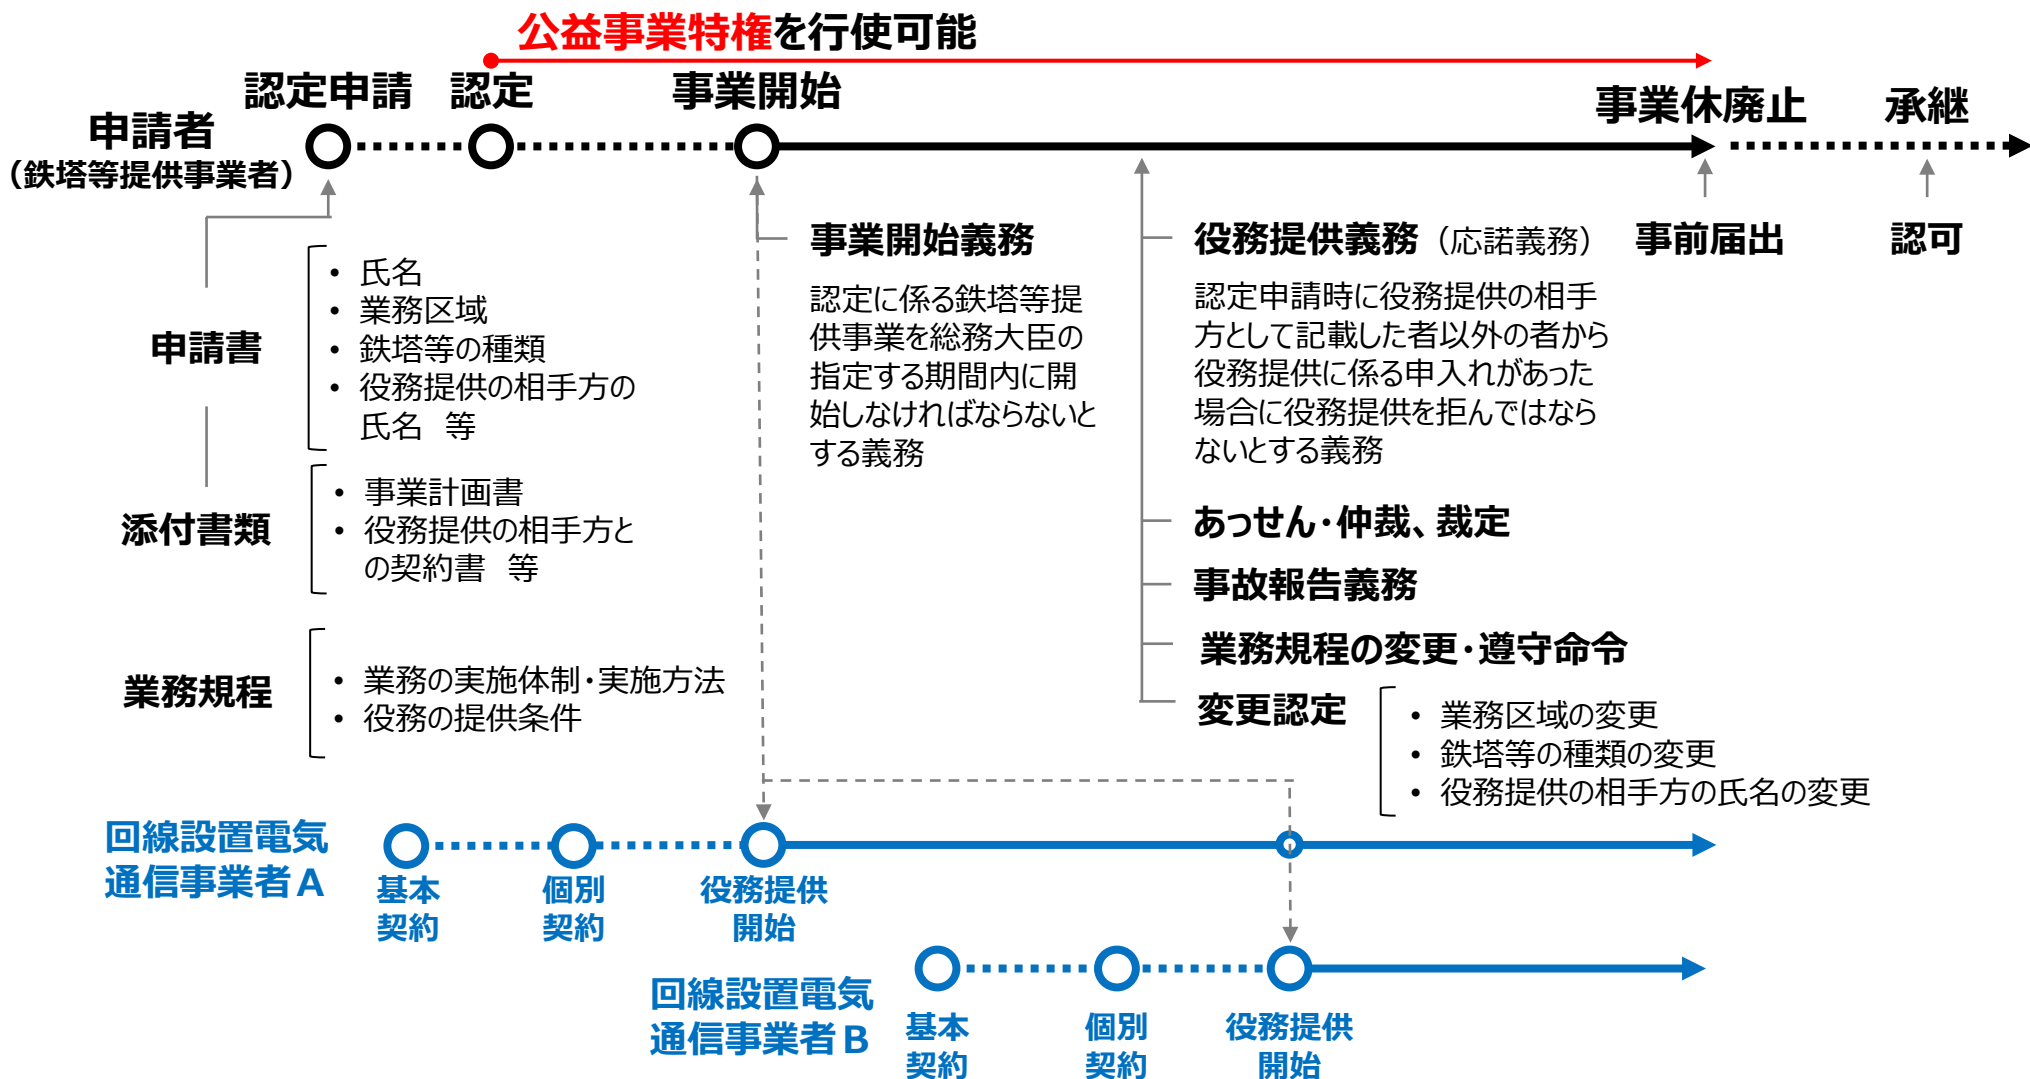 公益事業特権を行使可能
認定申請
認定
事業開始
事業休廃止
承継
申請者
（鉄塔等提供事業者）
申請書
• 氏名
• 業務区域
• 鉄塔等の種類
• 役務提供の相手方の
氏名　等
添付書類
• 事業計画書
• 役務提供の相手方と
の契約書　等
業務規程
• 業務の実施体制・実施方法
• 役務の提供条件
事業開始義務
認定に係る鉄塔等提
供事業を総務大臣の
指定する期間内に開
始しなければならないと
する義務
役務提供義務（応諾義務）
認定申請時に役務提供の相手
方として記載した者以外の者から
役務提供に係る申入れがあった
場合に役務提供を拒んではなら
ないとする義務
あっせん・仲裁、裁定
事故報告義務
業務規程の変更・遵守命令
変更認定
• 業務区域の変更
• 鉄塔等の種類の変更
• 役務提供の相手方の氏名の変更
事前届出
認可
回線設置電気
通信事業者A
基本
契約
個別
契約
役務提供
開始
回線設置電気
通信事業者B
基本
契約
個別
契約
役務提供
開始